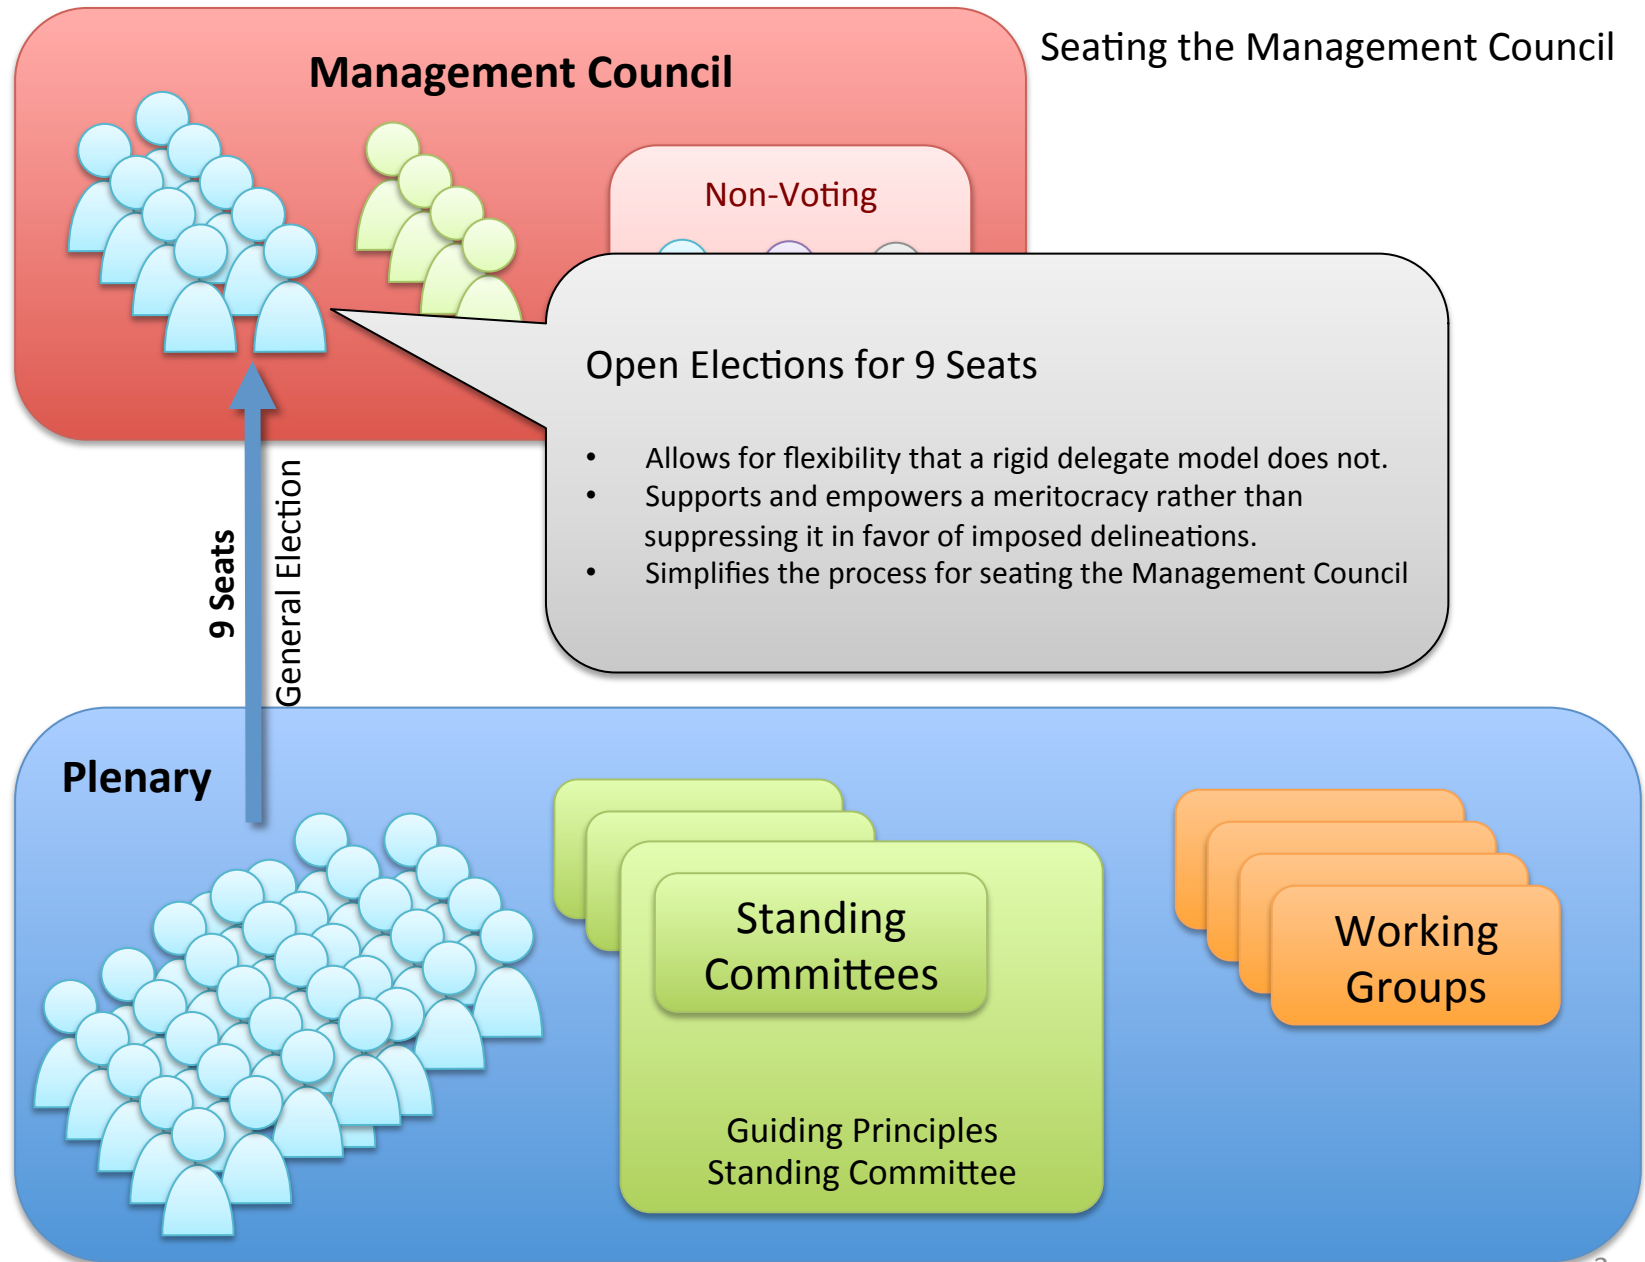 Seating the Management Council
Management Council
Non-Voting
Open Elections for 9 Seats
• Allows for flexibility that a rigid delegate model does not.
• Supports and empowers a meritocracy rather than
suppressing it in favor of imposed delineations.
• Simplifies the process for seating the Management Council
9 Seats
General Election
Plenary
Standing
Committees
Guiding Principles
Standing Committee
Working
Groups